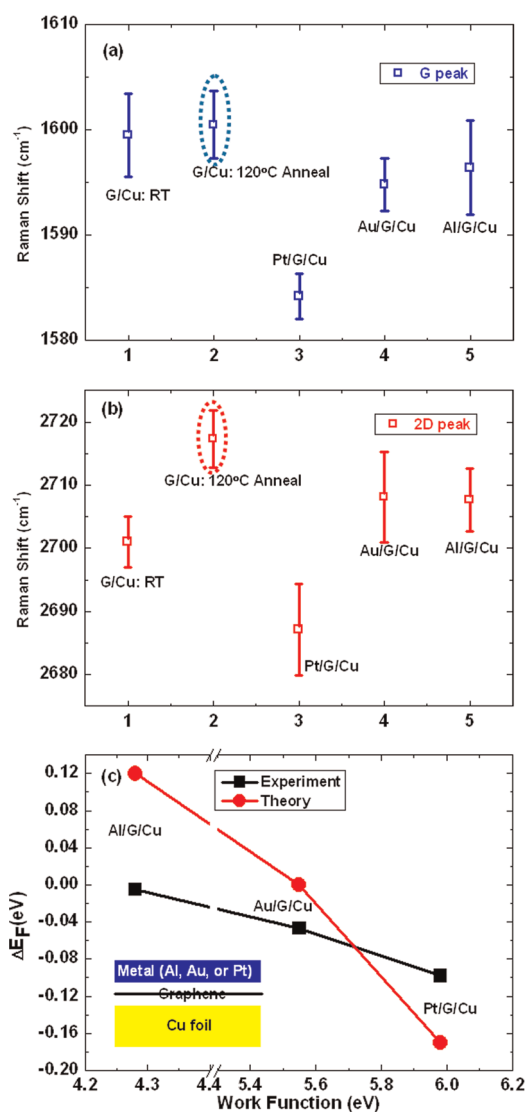 1610
(a)
G peak
1600
G/Cu: 120ºC Anneal
G/Cu: RT
Au/G/Cu
Al/G/Cu
1590
Pt/G/Cu
1580
1 2 3 4 5
Raman Shift (cm-1)
(b)
2720
2D peak
G/Cu: 120ºC Anneal
2710
2700
Au/G/Cu
Al/G/Cu
G/Cu: RT
2690
Pt/G/Cu
2680
1 2 3 4 5
Raman Shift (cm-1)
0.12
(c)
Experiment
Theory
0.08
Al/G/Cu
0.04
0.00
Au/G/Cu
-0.04
-0.08
Metal (Al, Au, or Pt)
Graphene
Pt/G/Cu
-0.12
Cu foil
-0.16
-0.20
4.2 4.3 4.4 5.6 5.8 6.0 6.2
ΔEF(eV)
Work Function (eV)